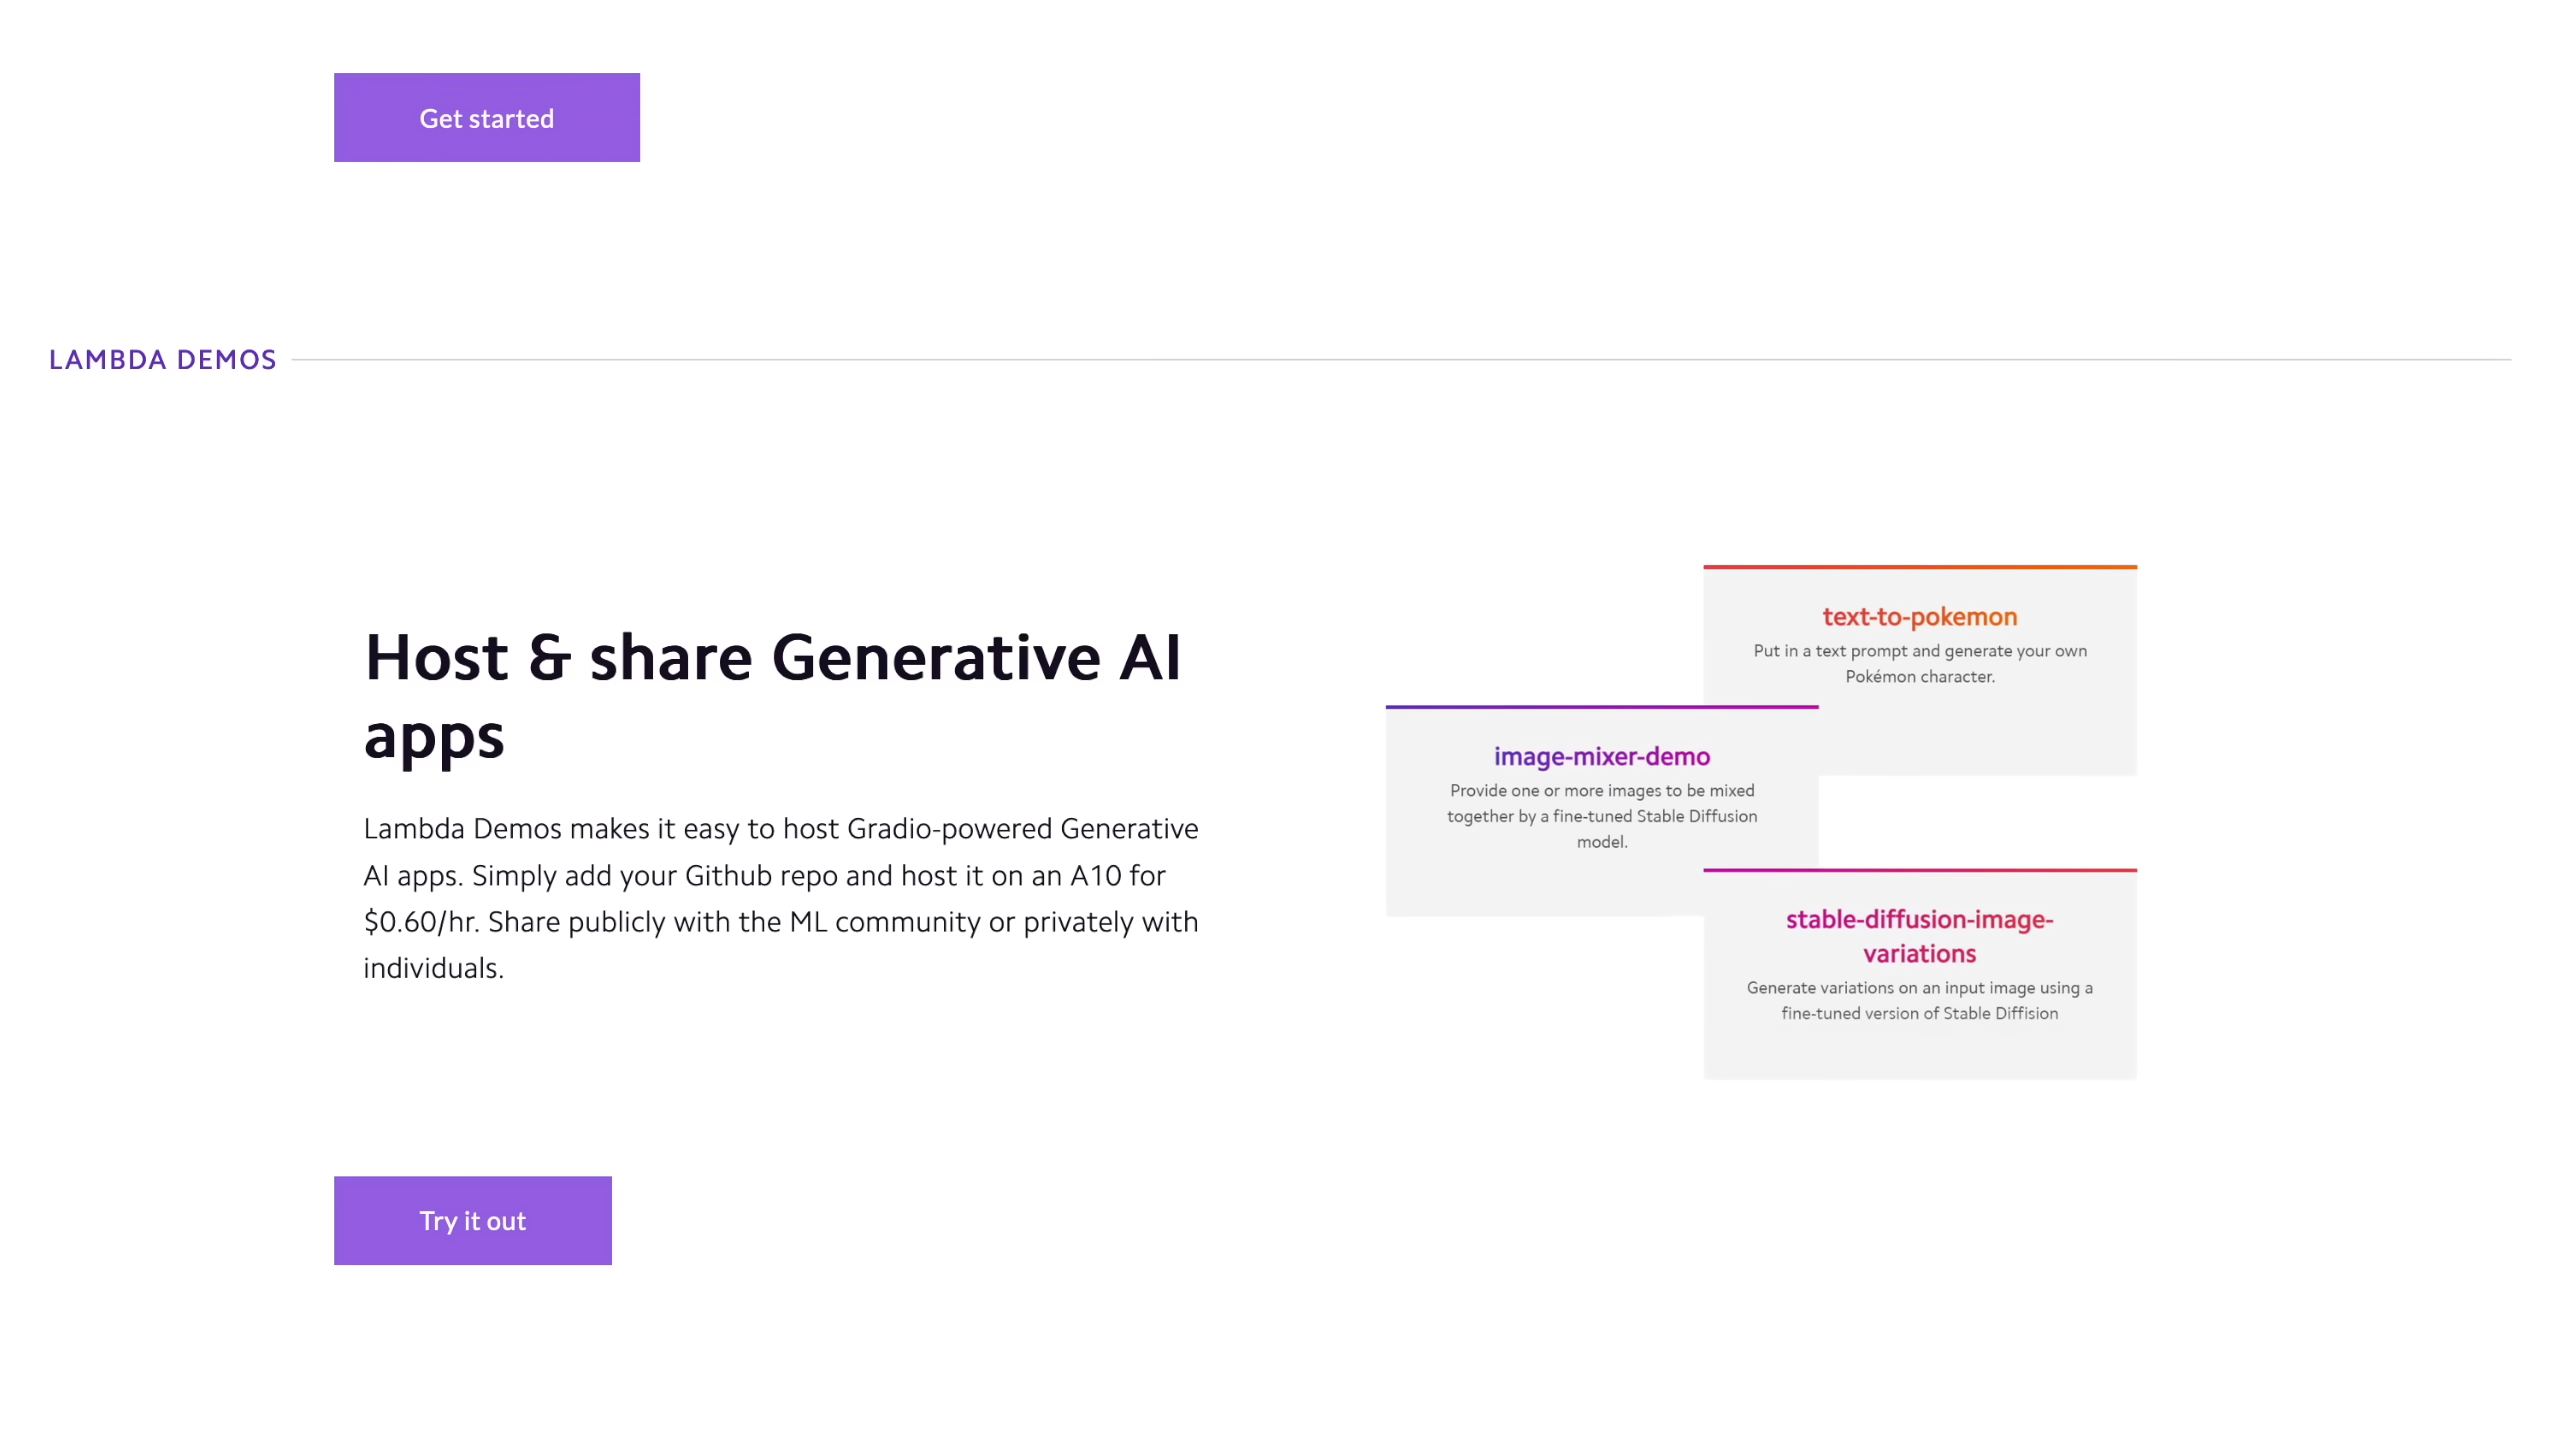 Get started
LAMBDA DEMOS
Host & share Generative AI
apps
Lambda Demos makes it easy to host Gradio-powered Generative
AI apps. Simply add your Github repo and host it on an A10 for
$0.60/hr. Share publicly with the ML community or privately with
individuals.
Try it out
text-to-pokemon
Put in a text prompt and generate your own
Pokémon character.
image-mixer-demo
Provide one or more images to be mixed
together by a fine-tuned Stable Diffusion
model.
stable-diffusion-image-
variations
Generate variations on an input image using a
fine-tuned version of Stable Diffision